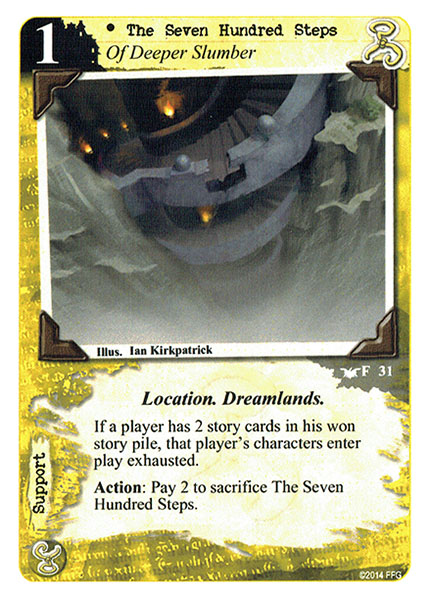 1
• The Seven Hundred Steps
Of Deeper Slumber
Illus. Ian Kirkpatrick
F 31
Location. Dreamlands.
If a player has 2 story cards in his won
story pile, that player's characters enter
play exhausted.
Action: Pay 2 to sacrifice The Seven
Hundred Steps.
Support
©2014 FFG